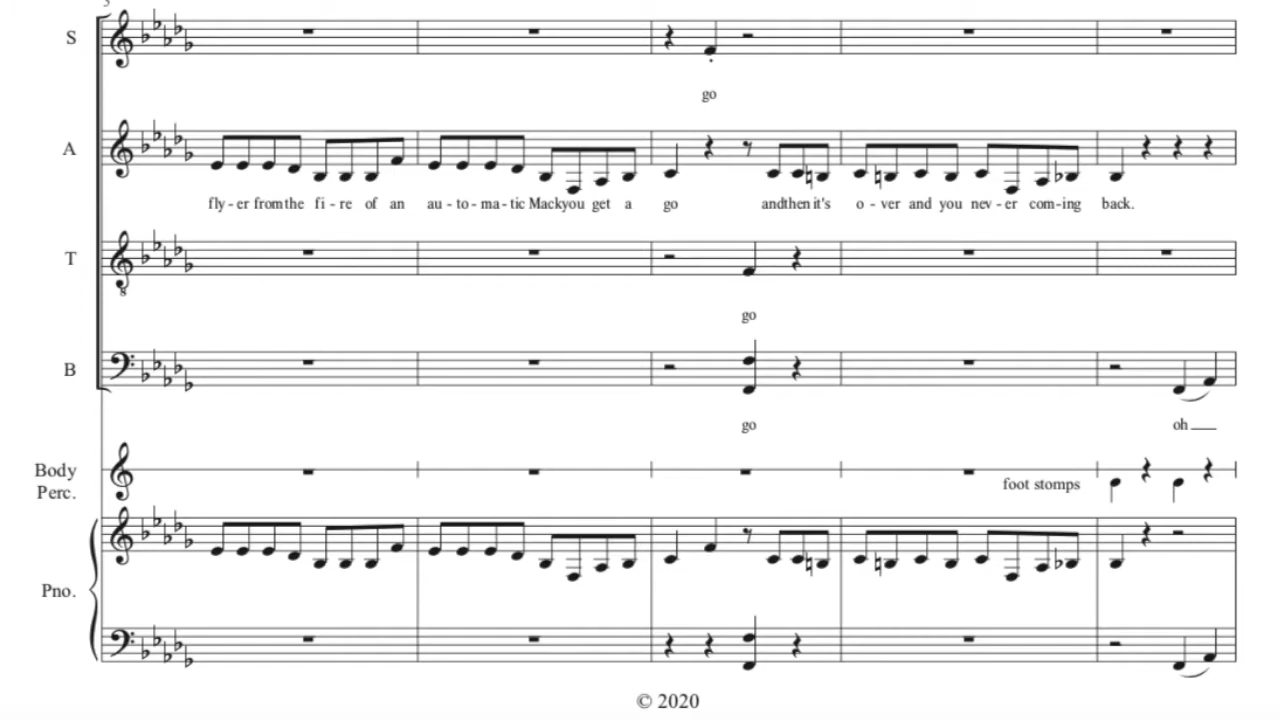 S
go
A
fly - er from the fi - re of an au - to - ma - tic Mack you get a go and then it's o - ver and you nev - er com - ing back.
T
go
B
go oh
Body
Perc.
foot stomps
Pno.
© 2020